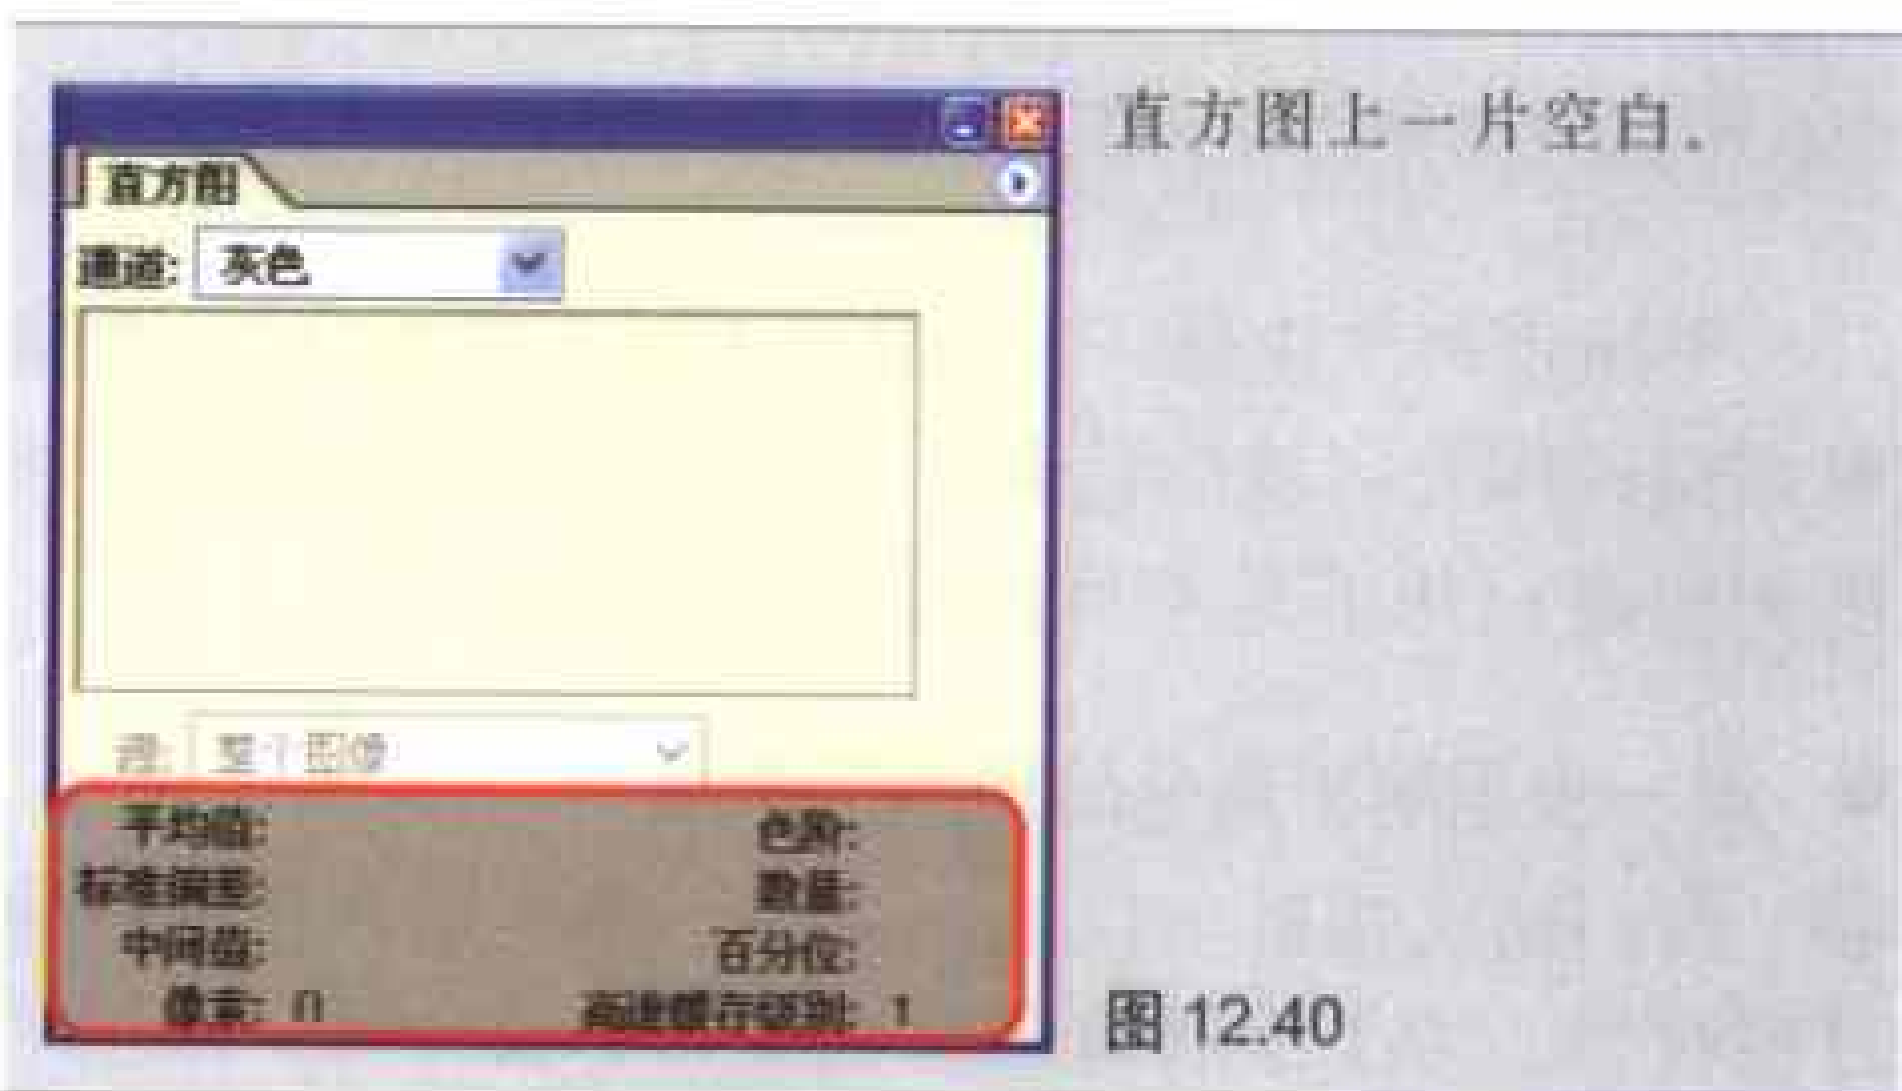 直方图上一片空白。
直方图
通道: 灰色
源: 整个图像
平均值: 色阶:
标准偏差: 数量:
中间值: 百分位:
像素: 0 高速缓存级别: 1
图 12.40